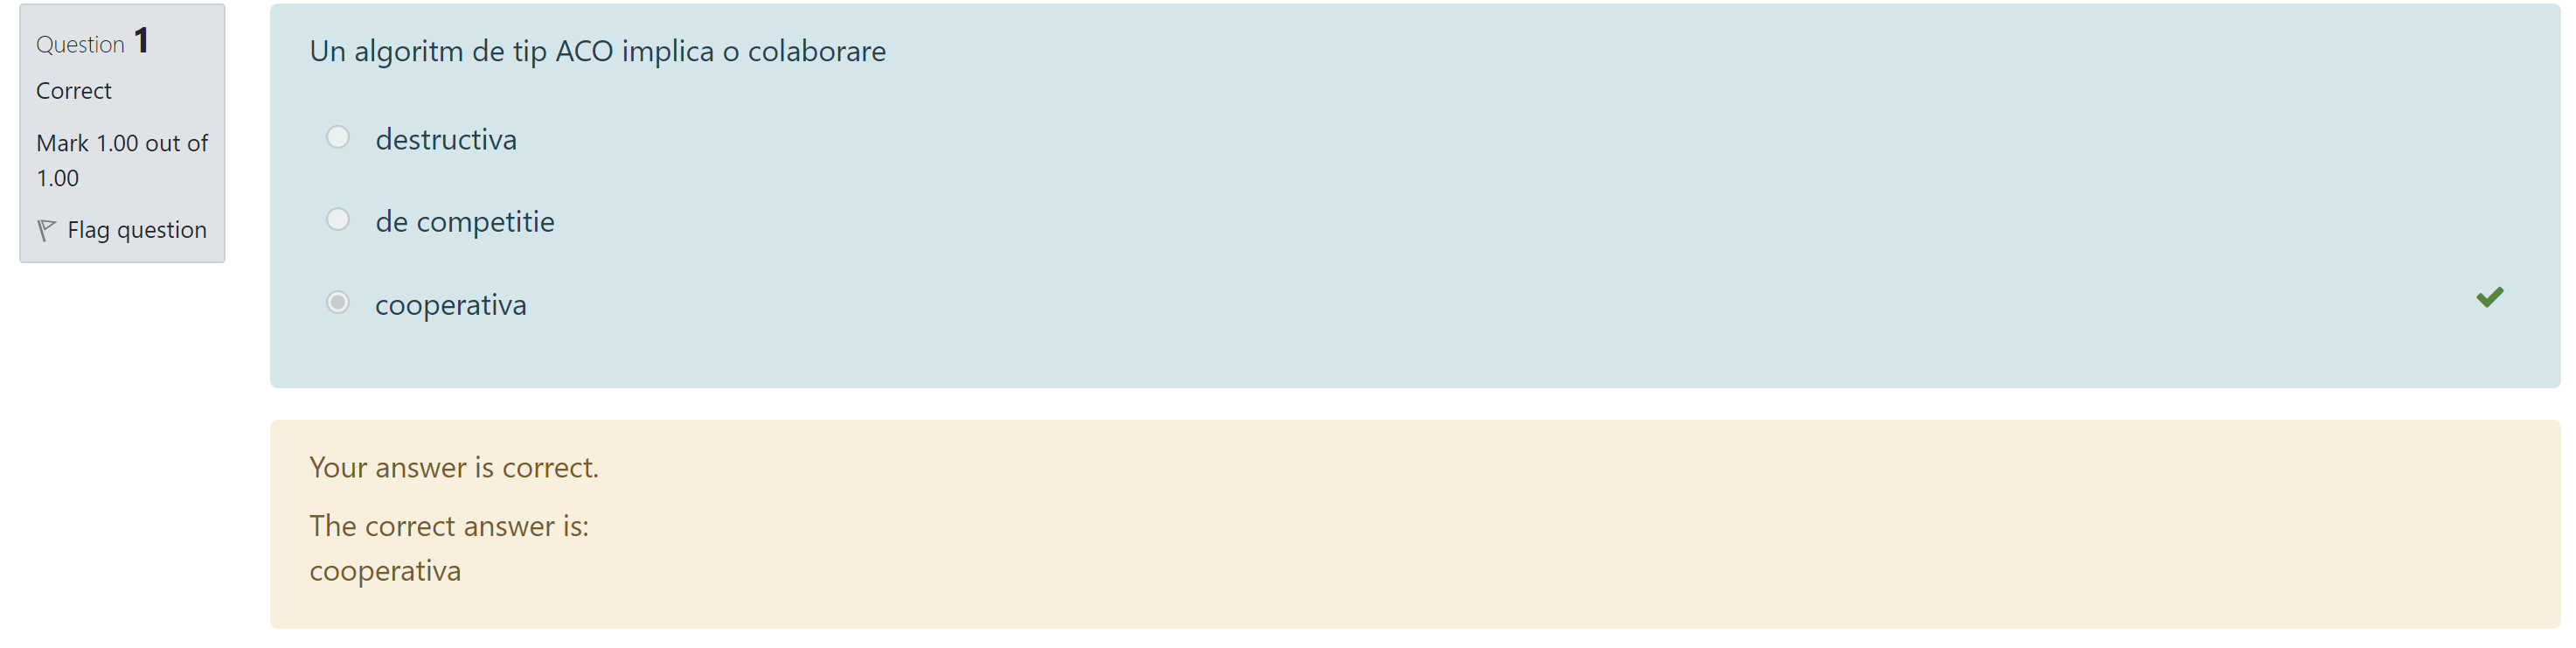 Question 1
Correct
Mark 1.00 out of
1.00
Flag question
Un algoritm de tip ACO implica o colaborare
destructiva
de competitie
cooperativa
Your answer is correct.
The correct answer is:
cooperativa